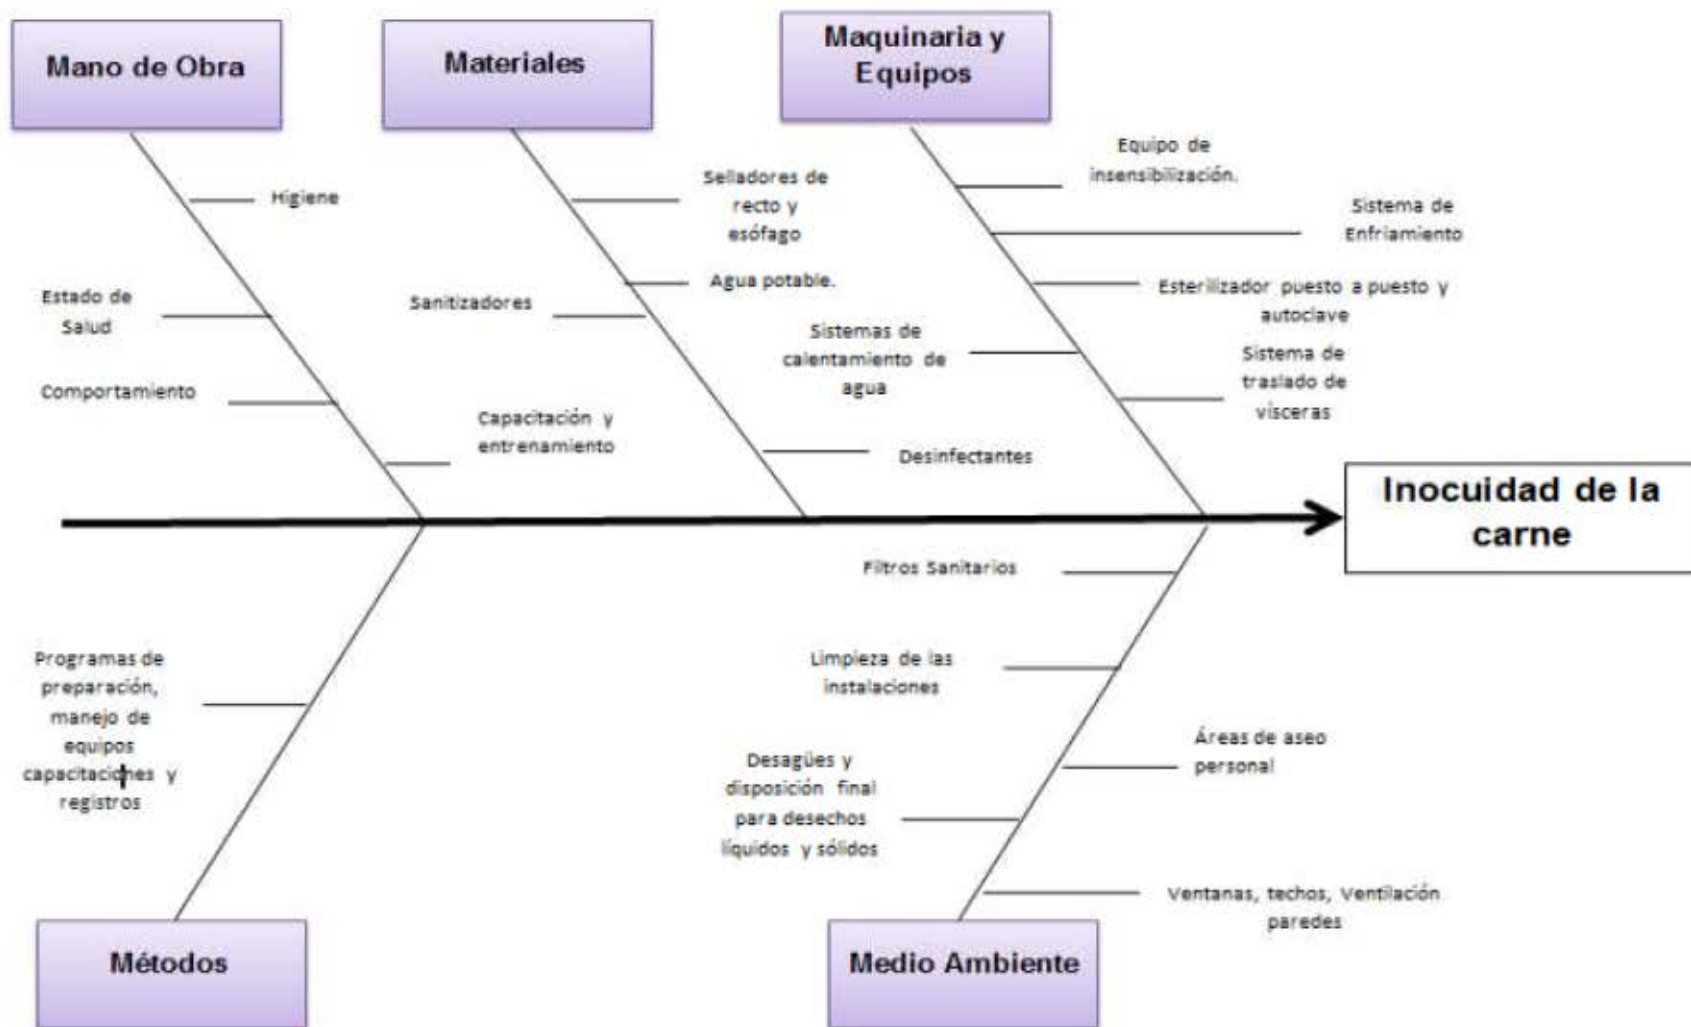 Mano de Obra
Materiales
Maquinaria y
Equipos
Higiene
Estado de
Salud
Comportamiento
Capacitación y
entrenamiento
Selladores de
recto y
esófago
Agua potable.
Sanitizadores
Desinfectantes
Equipo de
insensibilización.
Sistema de
Enfriamiento
Esterilizador puesto a puesto y
autoclave
Sistemas de
calentamiento de
agua
Sistema de
traslado de
vísceras
Inocuidad de la
carne
Programas de
preparación,
manejo de
equipos
capacitaciones y
registros
Filtros Sanitarios
Limpieza de las
instalaciones
Áreas de aseo
personal
Desagües y
disposición final
para desechos
líquidos y sólidos
Ventanas, techos, Ventilación
paredes
Métodos
Medio Ambiente